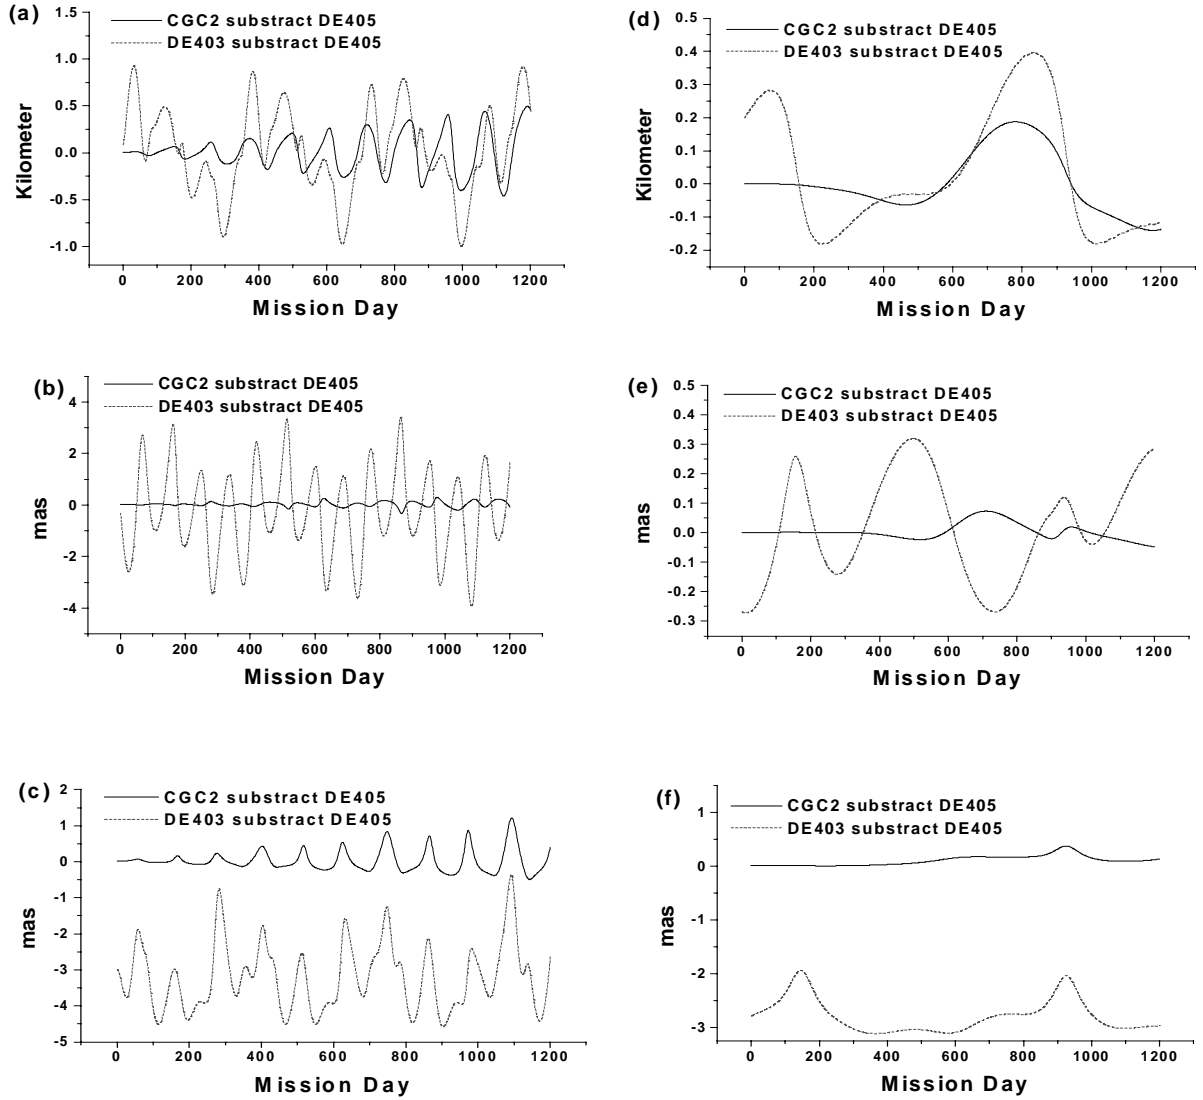 (a)
CGC2 substract DE405
DE403 substract DE405
1.5
1.0
0.5
0.0
-0.5
-1.0
Kilometer
0 200 400 600 800 1000 1200
Mission Day
(d)
CGC2 substract DE405
DE403 substract DE405
0.5
0.4
0.3
0.2
0.1
0.0
-0.1
-0.2
Kilometer
0 200 400 600 800 1000 1200
Mission Day
(b)
CGC2 substract DE405
DE403 substract DE405
4
2
0
-2
-4
mas
0 200 400 600 800 1000 1200
Mission Day
(e)
CGC2 substract DE405
DE403 substract DE405
0.5
0.4
0.3
0.2
0.1
0.0
-0.1
-0.2
-0.3
mas
0 200 400 600 800 1000 1200
Mission Day
(c)
CGC2 substract DE405
DE403 substract DE405
2
1
0
-1
-2
-3
-4
-5
mas
0 200 400 600 800 1000 1200
Mission Day
(f)
CGC2 substract DE405
DE403 substract DE405
1
0
-1
-2
-3
mas
0 200 400 600 800 1000 1200
Mission Day